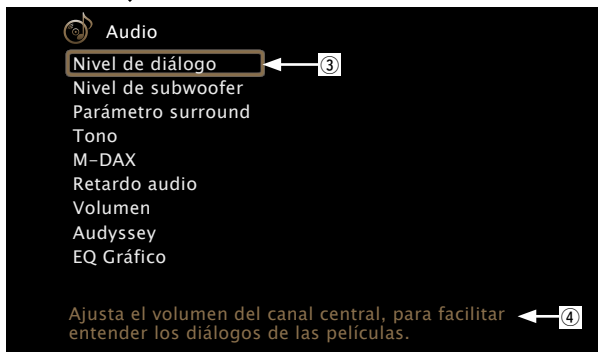 Audio
Nivel de diálogo ③
Nivel de subwoofer
Parámetro surround
Tono
M-DAX
Retardo audio
Volumen
Audyssey
EQ Gráfico
Ajusta el volumen del canal central, para facilitar ④
entender los diálogos de las películas.